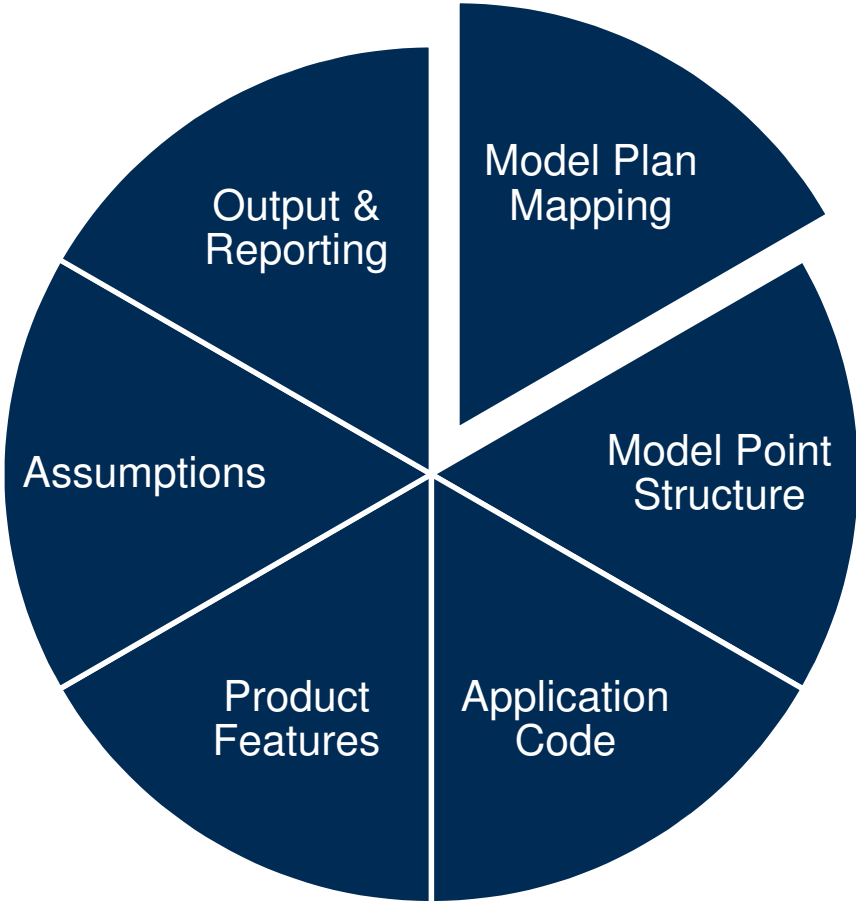 Model Plan
Mapping
Model Point
Structure
Application
Code
Product
Features
Assumptions
Output &
Reporting